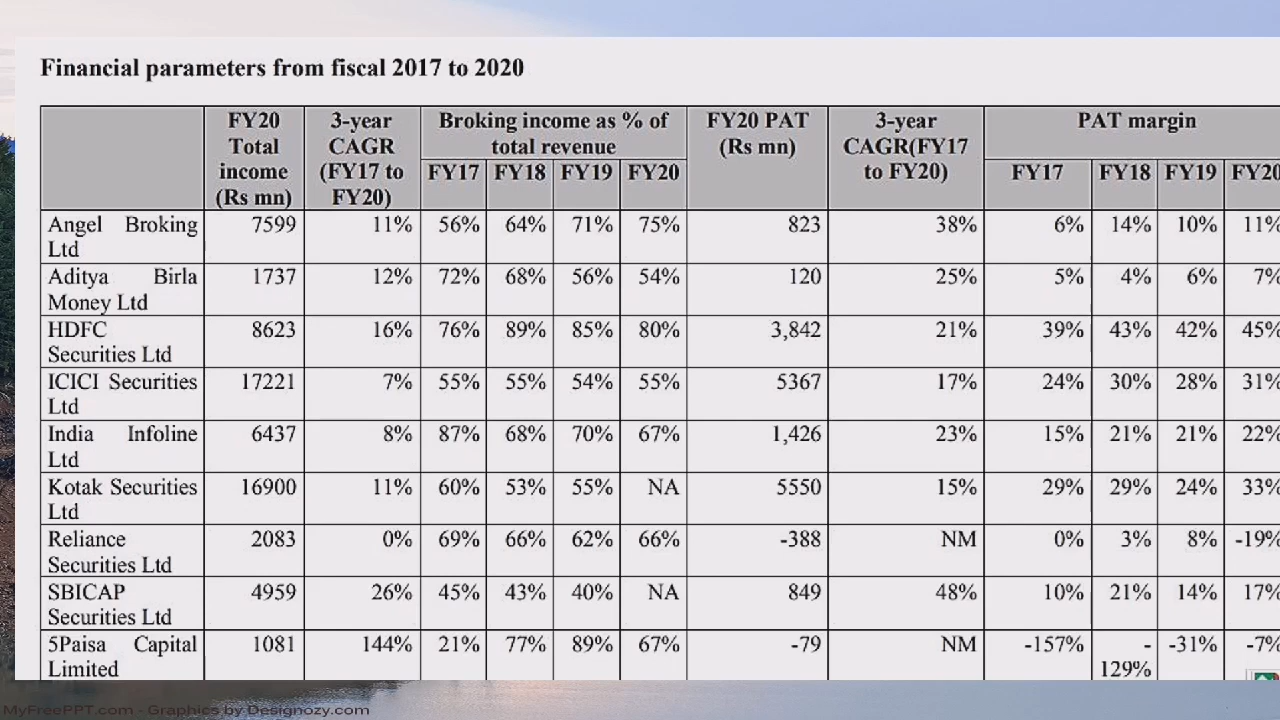 Financial parameters from fiscal 2017 to 2020
FY20 Total income (Rs mn) 3-year CAGR (FY17 to FY20) Broking income as % of total revenue FY20 PAT (Rs mn) 3-year CAGR(FY17 to FY20) PAT margin
FY17 FY18 FY19 FY20 FY17 FY18 FY19 FY20
Angel Broking Ltd 7599 11% 56% 64% 71% 75% 823 38% 6% 14% 10% 11%
Aditya Birla Money Ltd 1737 12% 72% 68% 56% 54% 120 25% 5% 4% 6% 7%
HDFC Securities Ltd 8623 16% 76% 89% 85% 80% 3,842 21% 39% 43% 42% 45%
ICICI Securities Ltd 17221 7% 55% 55% 54% 55% 5367 17% 24% 30% 28% 31%
India Infoline Ltd 6437 8% 87% 68% 70% 67% 1,426 23% 15% 21% 21% 22%
Kotak Securities Ltd 16900 11% 60% 53% 55% NA 5550 15% 29% 29% 24% 33%
Reliance Securities Ltd 2083 0% 69% 66% 62% 66% -388 NM 0% 3% 8% -19%
SBICAP Securities Ltd 4959 26% 45% 43% 40% NA 849 48% 10% 21% 14% 17%
5Paisa Capital Limited 1081 144% 21% 77% 89% 67% -79 NM -157% -129% -31% -7%
MyFreePPT.com - Graphics by Designozy.com